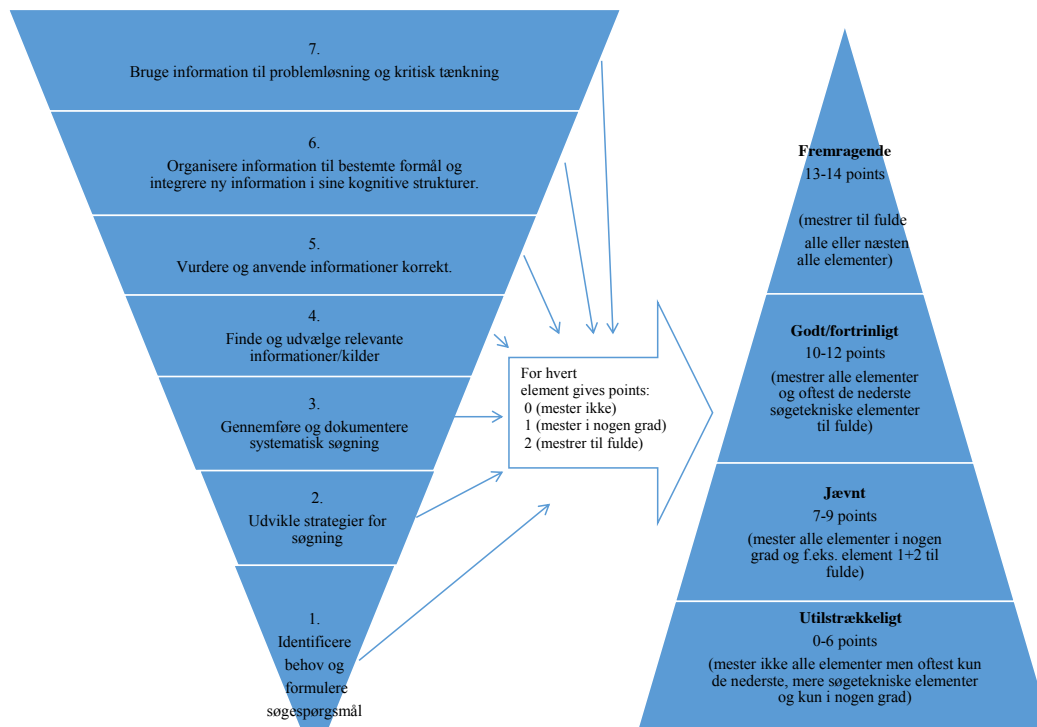 7.
Bruge information til problemløsning og kritisk tænkning
6.
Organisere information til bestemte formål og
integrere ny information i sine kognitive strukturer.
5.
Vurdere og anvende informationer korrekt.
4.
Finde og udvælge relevante
informationer/kilder
3.
Gennemføre og dokumentere
systematisk søgning
2.
Udvikle strategier for
søgning
1.
Identificere
behov og
formulere
søgespørgsmål
For hvert
element gives points:
0 (mester ikke)
1 (mester i nogen grad)
2 (mestrer til fulde)
Fremragende
13-14 points
(mestrer til fulde
alle eller næsten
alle elementer)
Godt/fortrinligt
10-12 points
(mestrer alle elementer
og oftest de nederste
søgetekniske elementer
til fulde)
Jævnt
7-9 points
(mester alle elementer i nogen
grad og f.eks. element 1+2 til
fulde)
Utilstrækkeligt
0-6 points
(mester ikke alle elementer men oftest kun
de nederste, mere søgetekniske elementer
og kun i nogen grad)